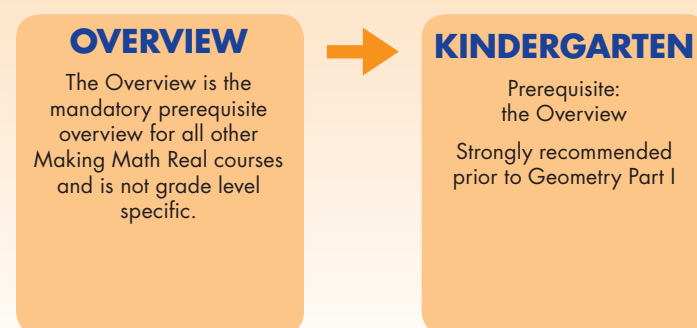 OVERVIEW
The Overview is the
mandatory prerequisite
overview for all other
Making Math Real courses
and is not grade level
specific.
KINDERGARTEN
Prerequisite:
the Overview
Strongly recommended
prior to Geometry Part I